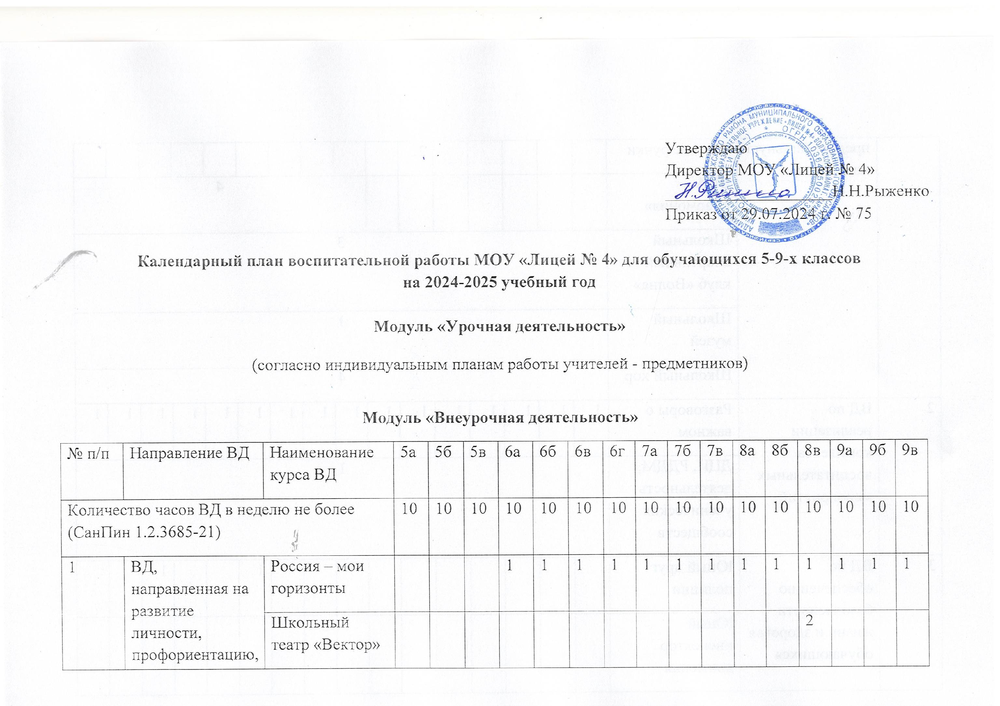 Утверждаю
Директор МОУ «Лицей № 4»
Н.Н.Рыженко
Приказ от 29.07.2024 г. № 75
Календарный план воспитательной работы МОУ «Лицей № 4» для обучающихся 5-9-х классов
на 2024-2025 учебный год
Модуль «Урочная деятельность»
(согласно индивидуальным планам работы учителей - предметников)
Модуль «Внеурочная деятельность»
№ п/п Направление ВД Наименование 5а 5б 5в 6а 6б 6в 6г 7а 7б 7в 8а 8б 8в 9а 9б 9в
курса ВД
Количество часов ВД в неделю не более 10 10 10 10 10 10 10 10 10 10 10 10 10 10 10 10
(СанПин 1.2.3685-21)
1 ВД, Россия – мои 1 1 1 1 1 1 1 1 1 1 1 1 1
направленная на горизонты
развитие Школьный 2
личности, театр «Вектор»
профориентацию,